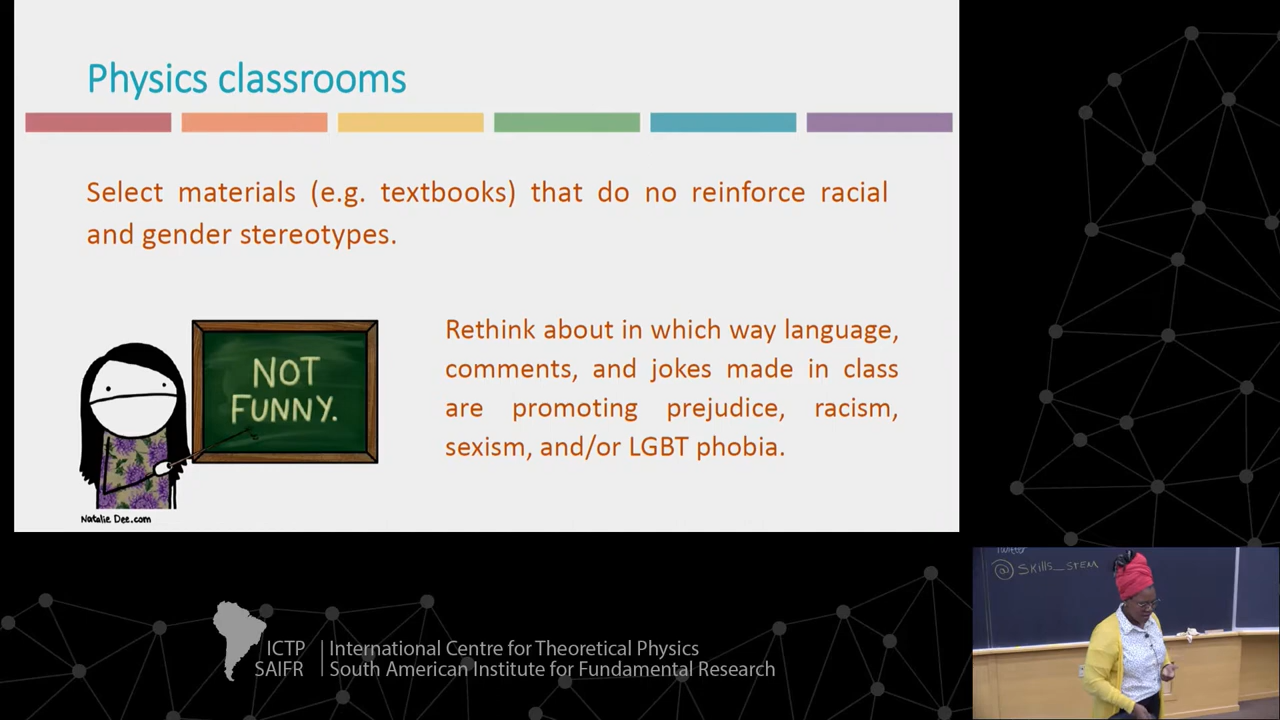 Physics classrooms
Select materials (e.g. textbooks) that do no reinforce racial
and gender stereotypes.
NOT
FUNNY.
Rethink about in which way language,
comments, and jokes made in class
are promoting prejudice, racism,
sexism, and/or LGBT phobia.
Natalie Dee.com
Twitter
@ Skills_STEM
ICTP
SAIFR
International Centre for Theoretical Physics
South American Institute for Fundamental Research